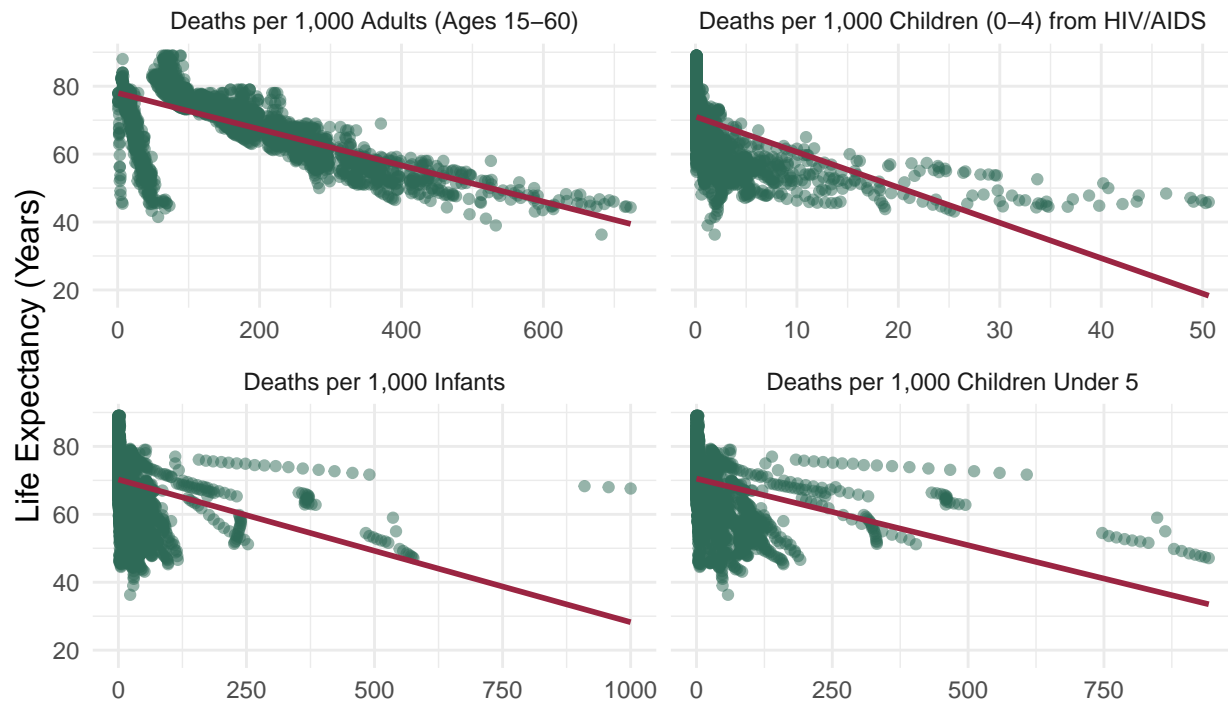 Deaths per 1,000 Adults (Ages 15−60)
Deaths per 1,000 Children (0−4) from HIV/AIDS
80
60
40
20
0 200 400 600
0 10 20 30 40 50
Life Expectancy (Years)
Deaths per 1,000 Infants
Deaths per 1,000 Children Under 5
80
60
40
20
0 250 500 750 1000
0 250 500 750